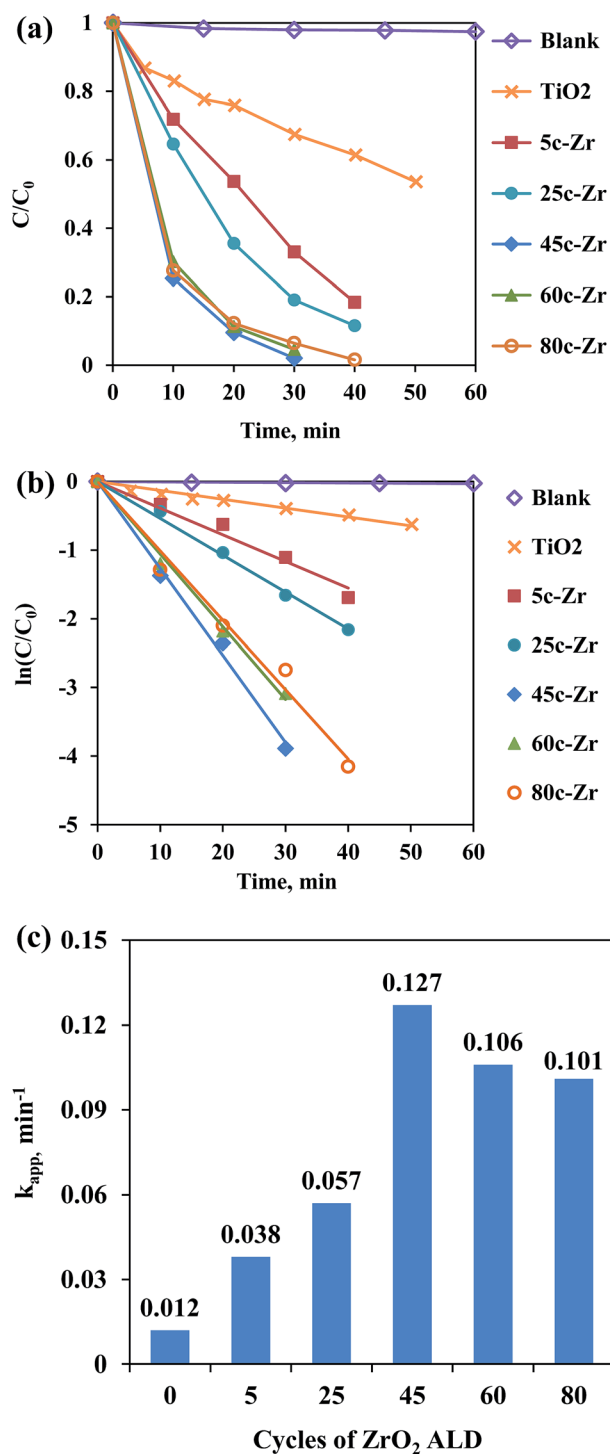 (a)
1
0.8
0.6
0.4
0.2
0
C/C₀
0 10 20 30 40 50 60
Time, min
Blank
TiO2
5c-Zr
25c-Zr
45c-Zr
60c-Zr
80c-Zr
(b)
0
-1
-2
-3
-4
-5
ln(C/C₀)
0 10 20 30 40 50 60
Time, min
Blank
TiO2
5c-Zr
25c-Zr
45c-Zr
60c-Zr
80c-Zr
(c)
0.15
0.12
0.09
0.06
0.03
0
k_app, min⁻¹
0.012
0.038
0.057
0.127
0.106
0.101
0 5 25 45 60 80
Cycles of ZrO₂ ALD